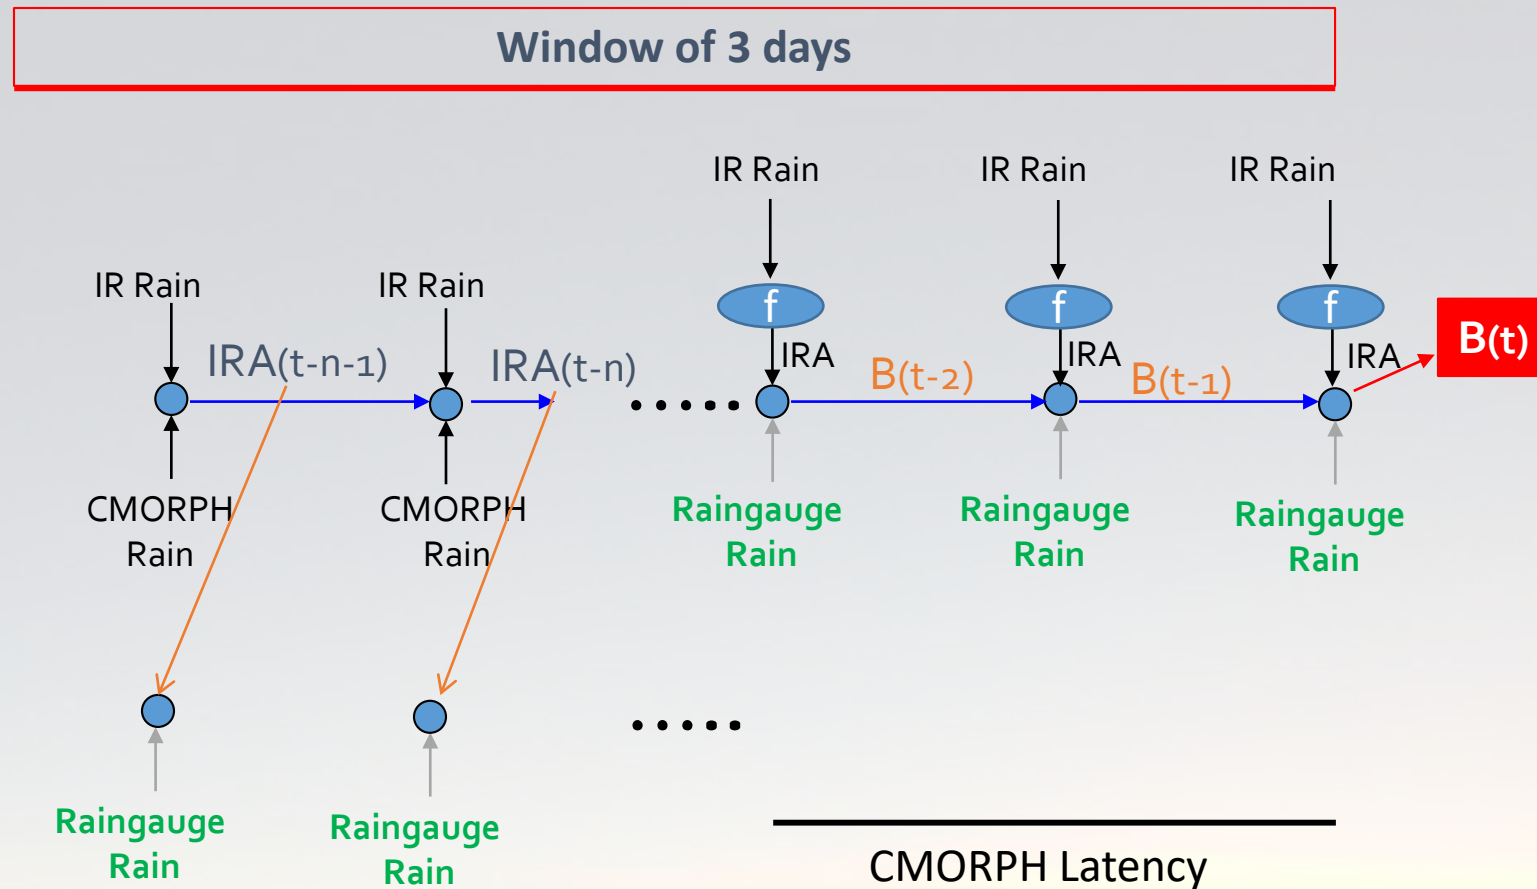 Window of 3 days
IR Rain
IR Rain
IR Rain
IR Rain
IR Rain
f
f
f
IRA
IRA
IRA
B(t)
IRA(t-n-1)
IRA(t-n)
B(t-2)
B(t-1)
.....
CMORPH
Rain
CMORPH
Rain
Raingauge
Rain
Raingauge
Rain
Raingauge
Rain
.....
Raingauge
Rain
Raingauge
Rain
CMORPH Latency